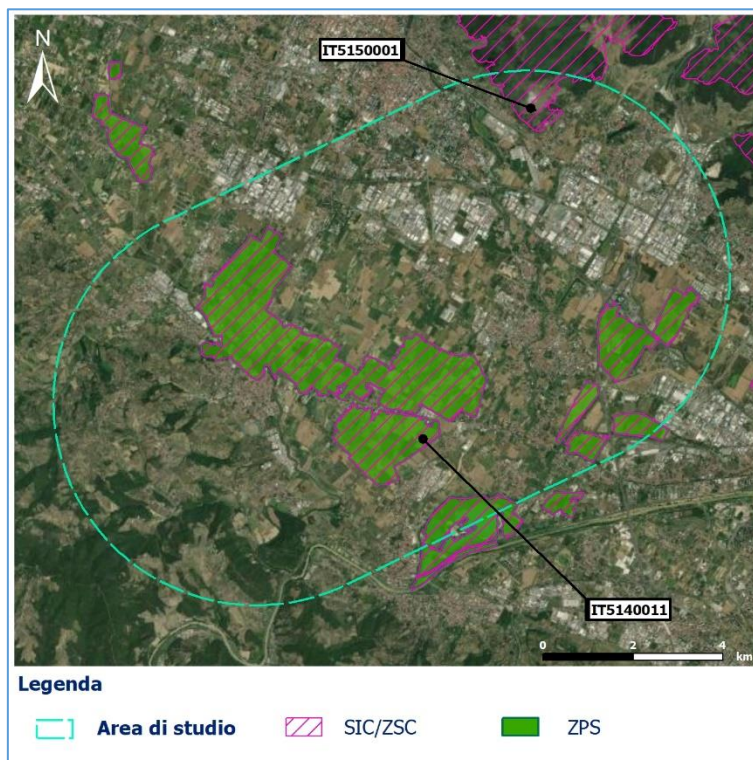 N
IT5150001
IT5140011
0 2 4
km
Legenda
Area di studio SIC/ZSC ZPS